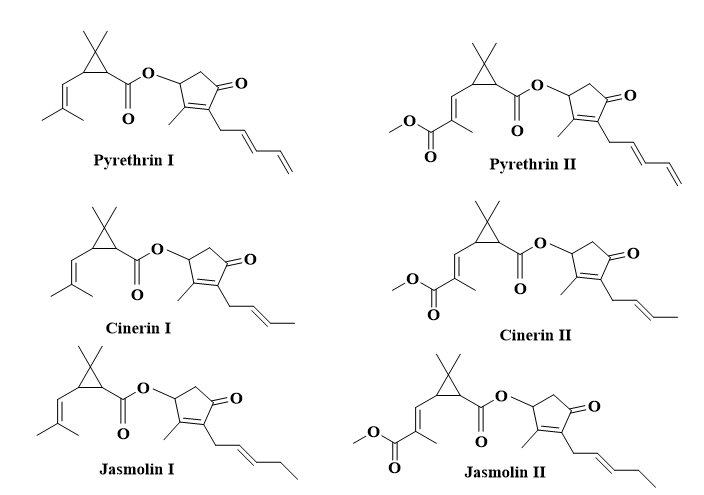 O O O
Pyrethrin I
O O O O O
Pyrethrin II
O O O
Cinerin I
O O O O O
Cinerin II
O O O
Jasmolin I
O O O O O
Jasmolin II